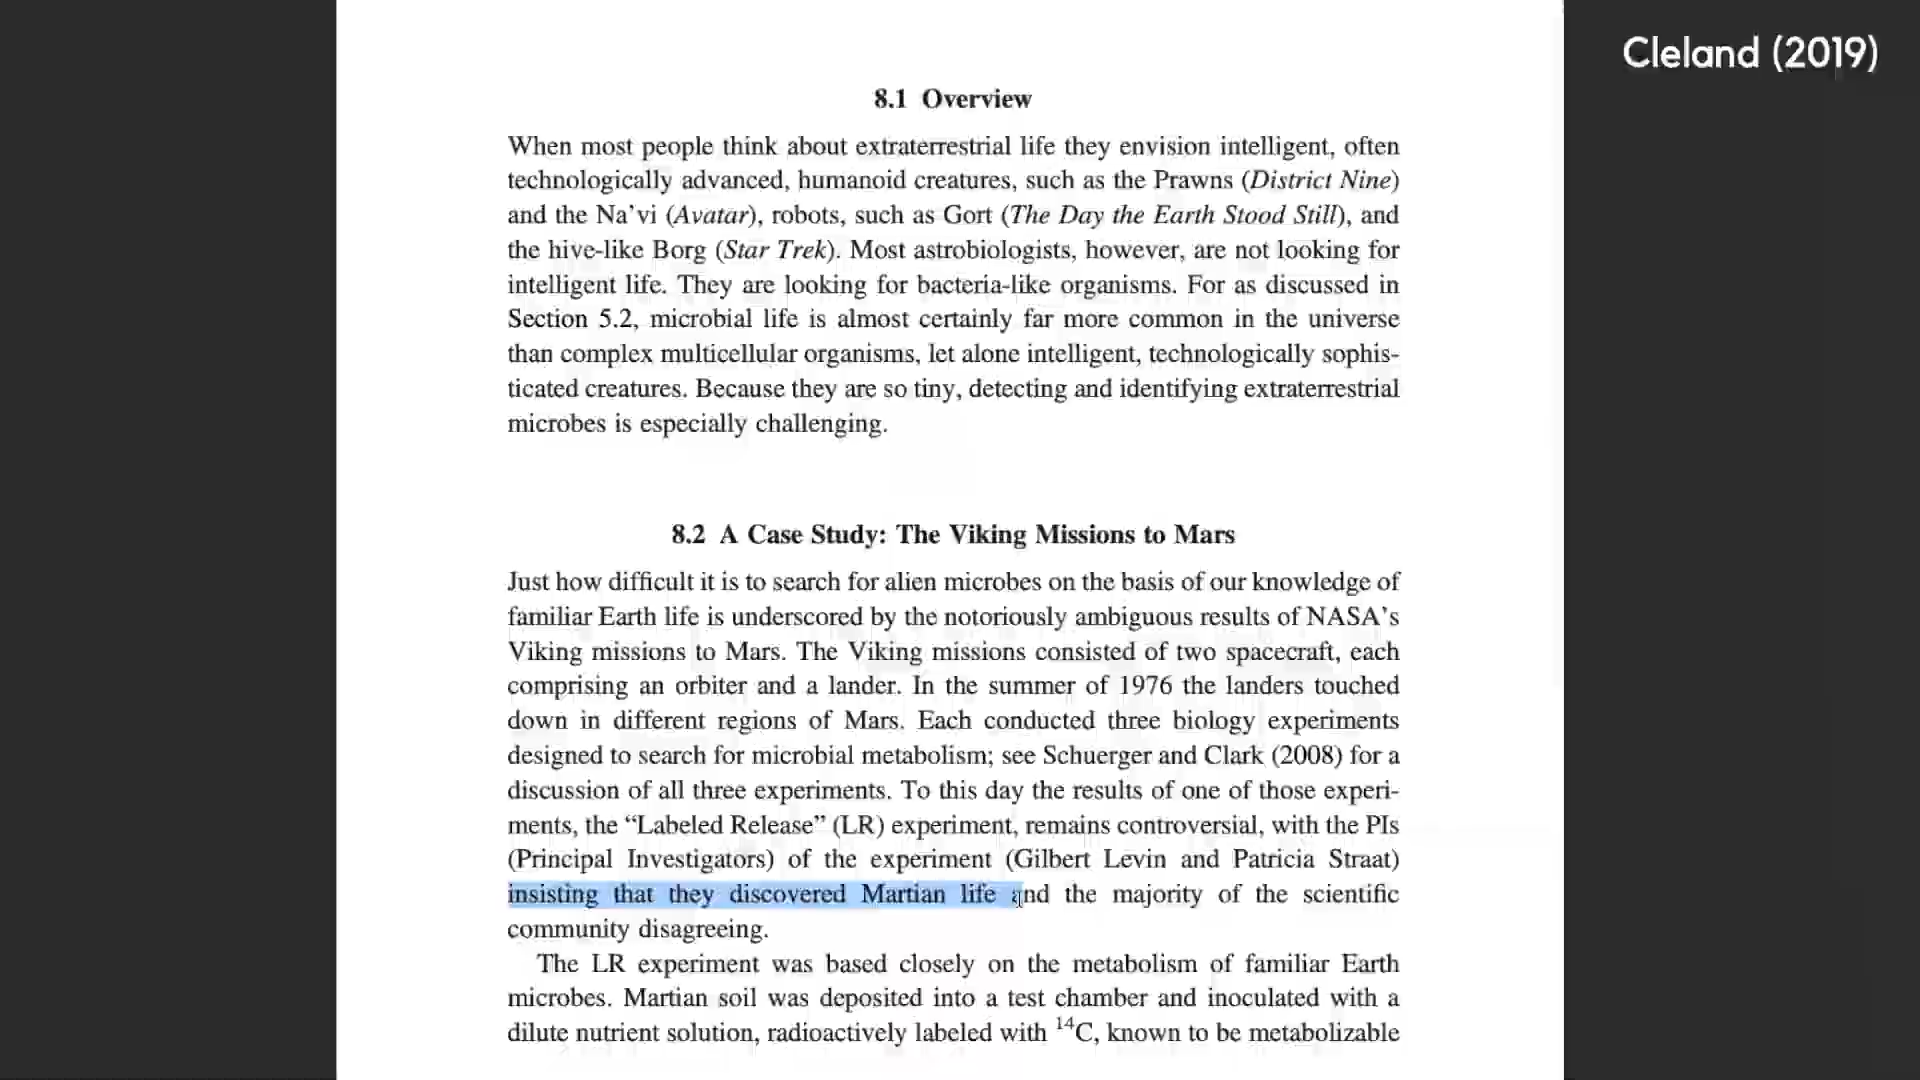 Cleland (2019)
8.1 Overview
When most people think about extraterrestrial life they envision intelligent, often
technologically advanced, humanoid creatures, such as the Prawns (District Nine)
and the Na’vi (Avatar), robots, such as Gort (The Day the Earth Stood Still), and
the hive-like Borg (Star Trek). Most astrobiologists, however, are not looking for
intelligent life. They are looking for bacteria-like organisms. For as discussed in
Section 5.2, microbial life is almost certainly far more common in the universe
than complex multicellular organisms, let alone intelligent, technologically sophis-
ticated creatures. Because they are so tiny, detecting and identifying extraterrestrial
microbes is especially challenging.
8.2 A Case Study: The Viking Missions to Mars
Just how difficult it is to search for alien microbes on the basis of our knowledge of
familiar Earth life is underscored by the notoriously ambiguous results of NASA’s
Viking missions to Mars. The Viking missions consisted of two spacecraft, each
comprising an orbiter and a lander. In the summer of 1976 the landers touched
down in different regions of Mars. Each conducted three biology experiments
designed to search for microbial metabolism; see Schuerger and Clark (2008) for a
discussion of all three experiments. To this day the results of one of those experi-
ments, the “Labeled Release” (LR) experiment, remains controversial, with the PIs
(Principal Investigators) of the experiment (Gilbert Levin and Patricia Straat)
insisting that they discovered Martian life and the majority of the scientific
community disagreeing.
The LR experiment was based closely on the metabolism of familiar Earth
microbes. Martian soil was deposited into a test chamber and inoculated with a
dilute nutrient solution, radioactively labeled with ¹⁴C, known to be metabolizable